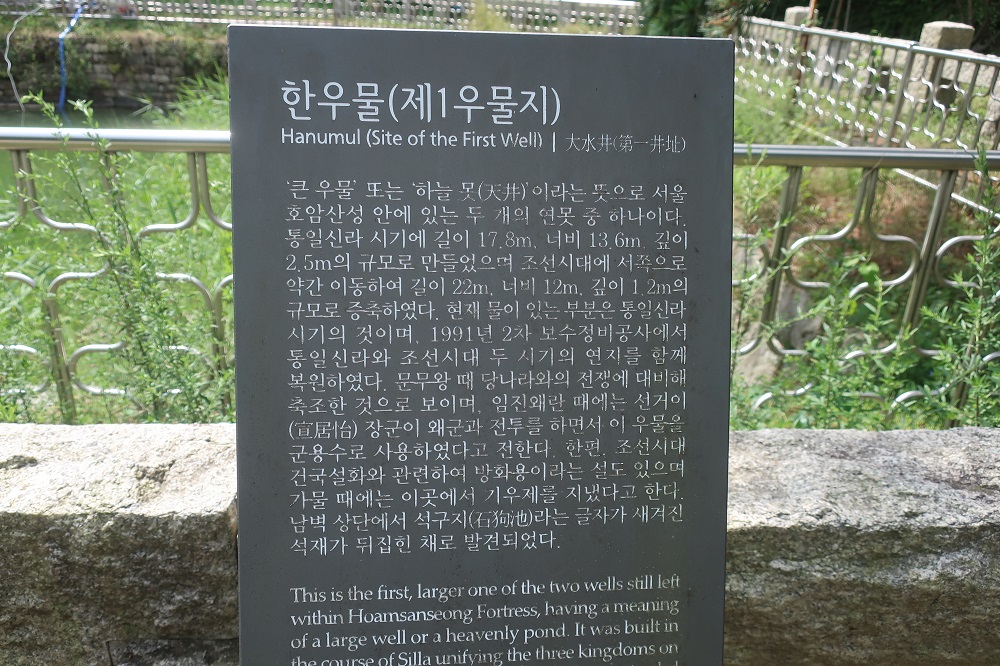 한우물(제1우물지)
Hanumul (Site of the First Well) | 大水井(第一井址)
'큰 우물' 또는 '하늘 못(天井)'이라는 뜻으로 서울
호암산성 안에 있는 두 개의 연못 중 하나이다.
통일신라 시기에 길이 17.8m, 너비 13.6m, 깊이
2.5m의 규모로 만들었으며 조선시대에 서쪽으로
약간 이동하여 길이 22m, 너비 12m, 깊이 1.2m의
규모로 증축하였다. 현재 물이 있는 부분은 통일신라
시기의 것이며, 1991년 2차 보수정비공사에서
통일신라와 조선시대 두 시기의 연지를 함께
복원하였다. 문무왕 때 당나라와의 전쟁에 대비해
축조한 것으로 보이며, 임진왜란 때에는 선거이
(宣居怡) 장군이 왜군과 전투를 하면서 이 우물을
군용수로 사용하였다고 전한다. 한편, 조선시대
건국설화와 관련하여 방화용이라는 설도 있으며
가물 때에는 이곳에서 기우제를 지냈다고 한다.
남벽 상단에서 석구지(石狗池)라는 글자가 새겨진
석재가 뒤집힌 채로 발견되었다.
This is the first, larger one of the two wells still left
within Hoamsanseong Fortress, having a meaning
of a large well or a heavenly pond. It was built in
the course of Silla unifying the three kingdoms on